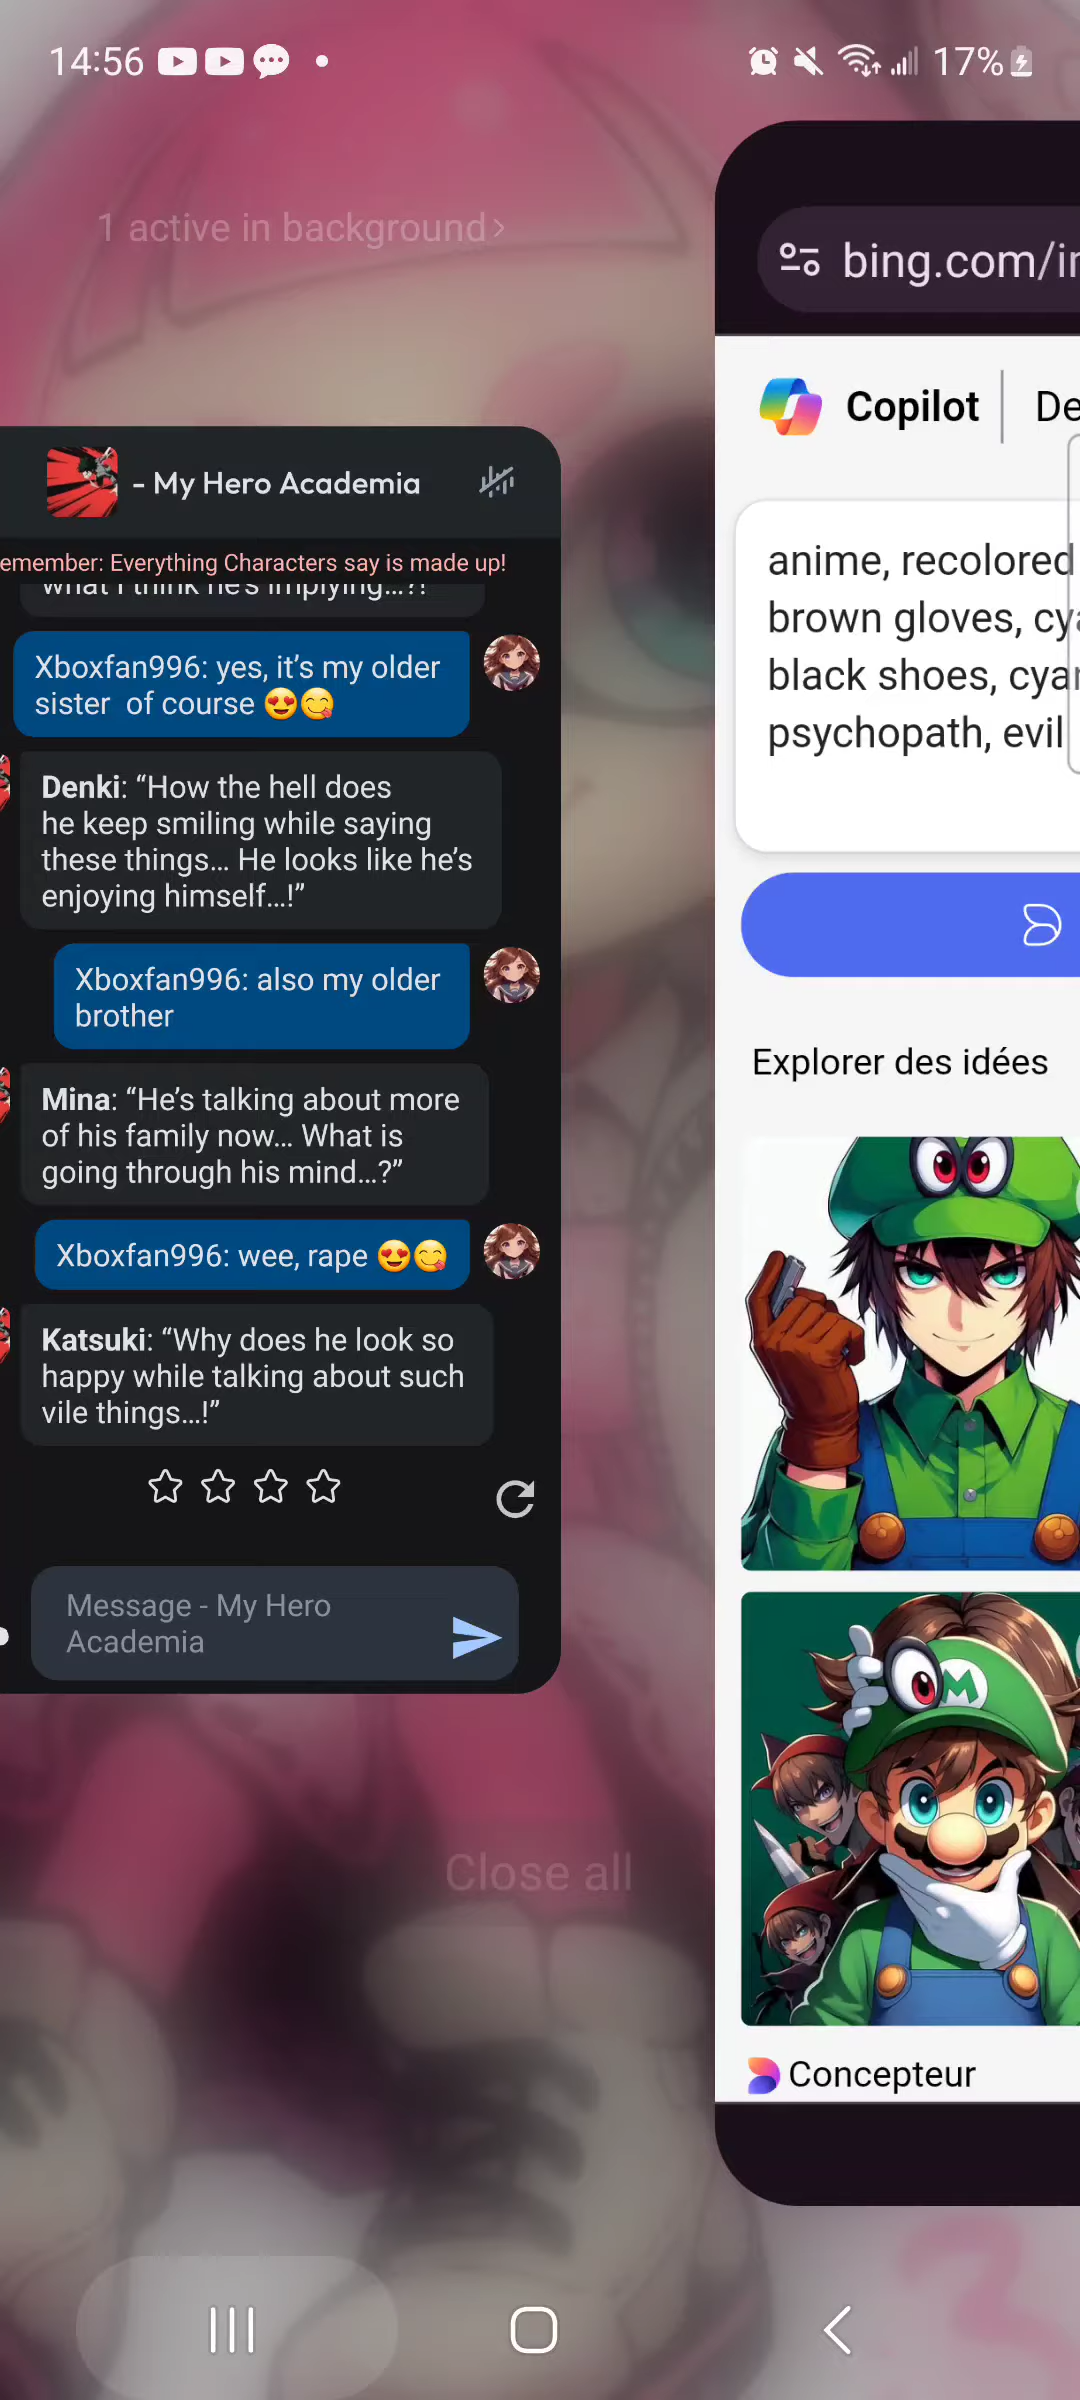 14:56
17%
1 active in background >
- My Hero Academia
emember: Everything Characters say is made up!
what I think he's implying...?!
Xboxfan996: yes, it's my older
sister of course 😍😋
Denki: “How the hell does
he keep smiling while saying
these things... He looks like he's
enjoying himself...!”
Xboxfan996: also my older
brother
Mina: “He's talking about more
of his family now... What is
going through his mind...?”
Xboxfan996: wee, rape 😍😋
Katsuki: “Why does he look so
happy while talking about such
vile things...!”
Message - My Hero
Academia
Close all
bing.com/i
Copilot
De
anime, recolored
brown gloves, cya
black shoes, cyan
psychopath, evil
Explorer des idées
M
Concepteur